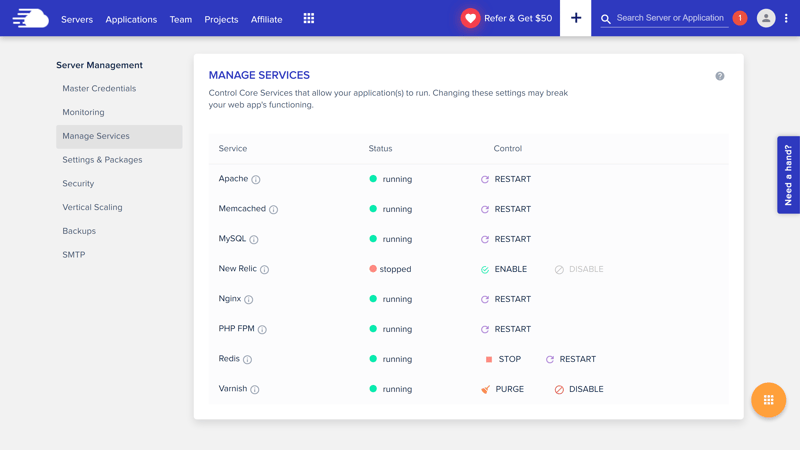 Servers Applications Team Projects Affiliate Refer & Get $50 + Search Server or Application 1
Server Management
Master Credentials
Monitoring
Manage Services
Settings & Packages
Security
Vertical Scaling
Backups
SMTP
MANAGE SERVICES ?
Control Core Services that allow your application(s) to run. Changing these settings may break
your web app's functioning.
Service Status Control
Apache running RESTART
Memcached running RESTART
MySQL running RESTART
New Relic stopped ENABLE DISABLE
Nginx running RESTART
PHP FPM running RESTART
Redis running STOP RESTART
Varnish running PURGE DISABLE
Need a hand?